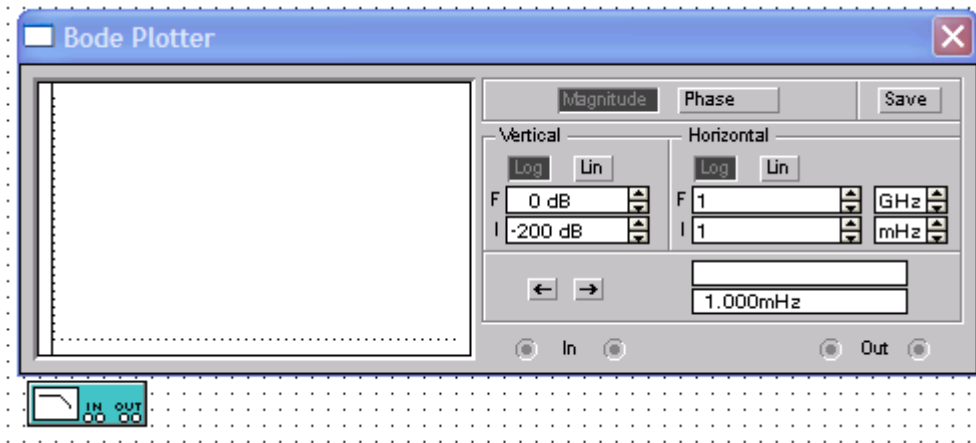 Bode Plotter
Magnitude Phase Save
Vertical Horizontal
Log Lin Log Lin
F 0 dB F 1 GHz
I -200 dB I 1 mHz
← →
1.000mHz
In Out
IN OUT